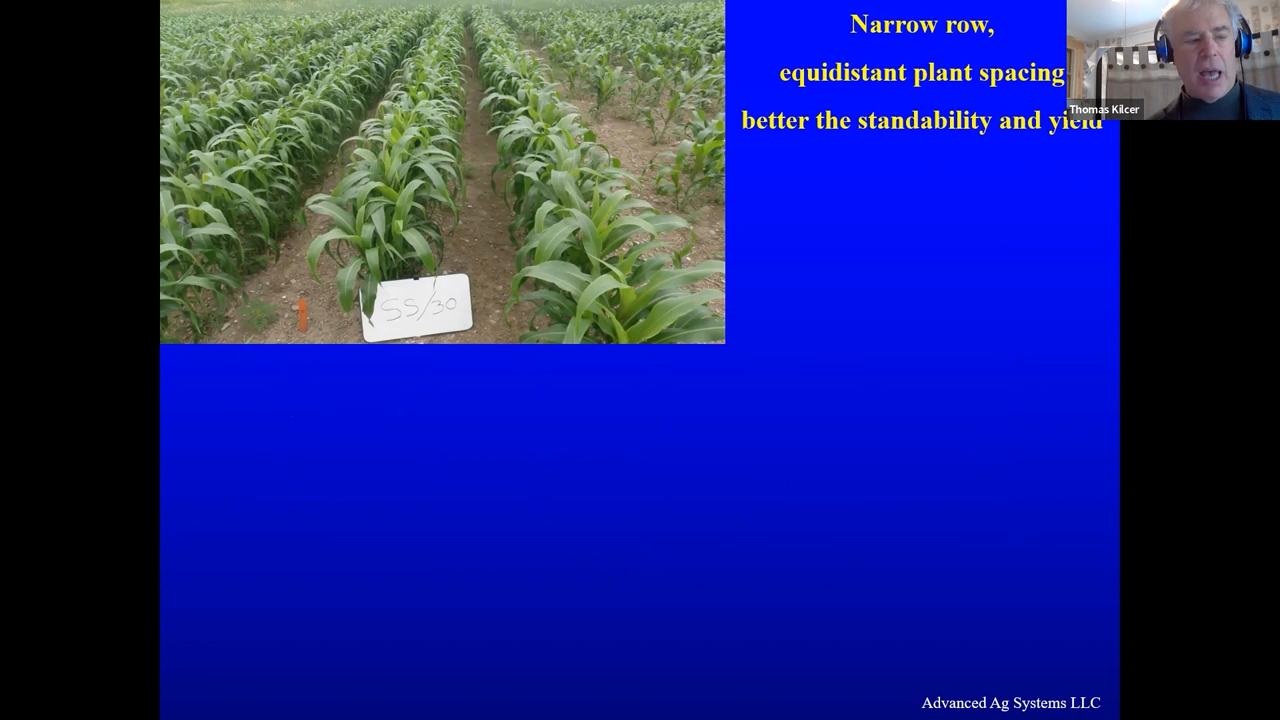 Narrow row,
equidistant plant spacing
better the standability and yield
Thomas Kilcer
SS/30
Advanced Ag Systems LLC